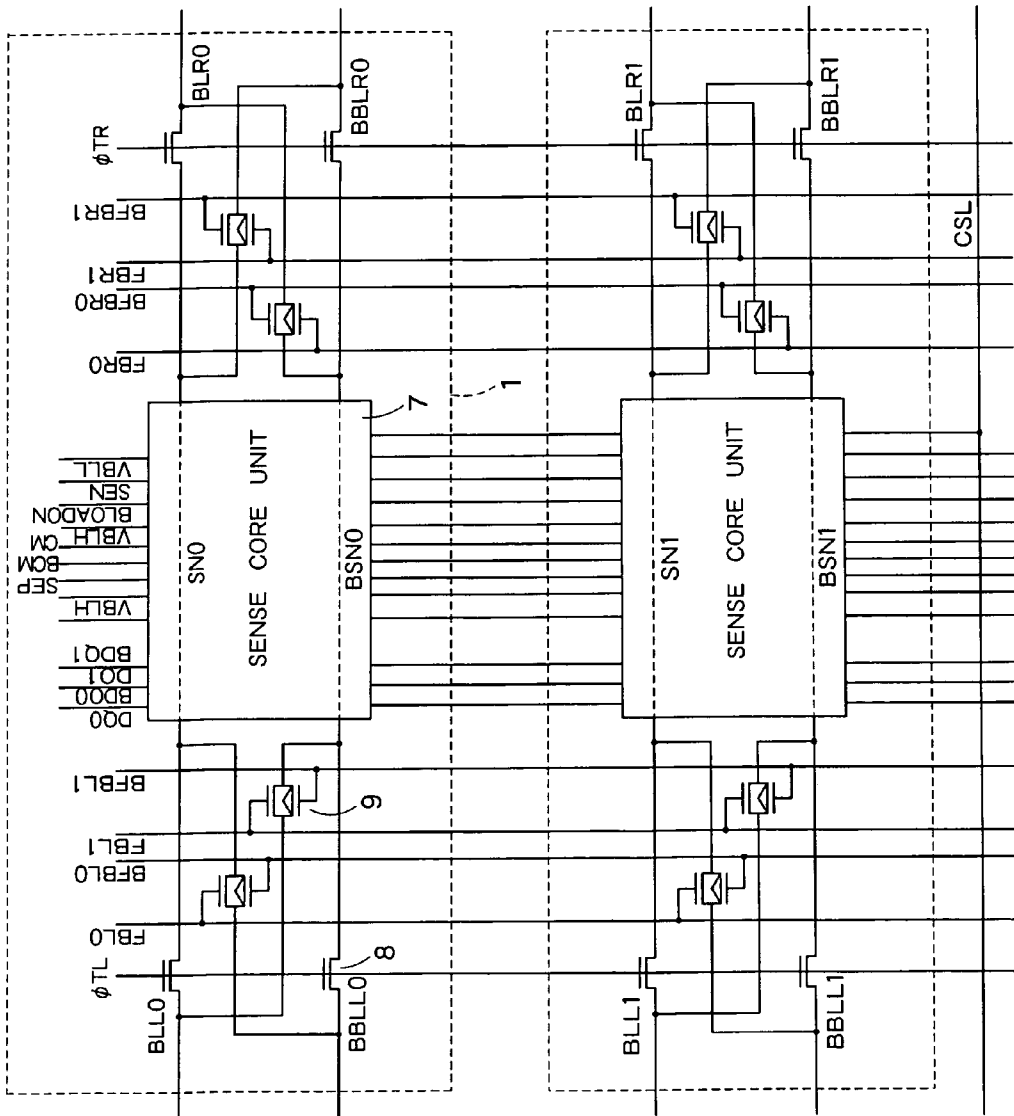 φTL
FBL0
BFBL0
FBL1
BFBL1
DQ0
BDQ0
DQ1
BDQ1
VBLH
SEP
BCM
CM
VBLH
BLOADON
SEN
VBLL
FBR0
BFBR0
FBR1
BFBR1
φTR
BLL0
SN0
BLR0
SENSE CORE UNIT
7
9
8
BBLL0
BSN0
BBLR0
1
BLL1
SN1
BLR1
SENSE CORE UNIT
BBLL1
BSN1
BBLR1
CSL